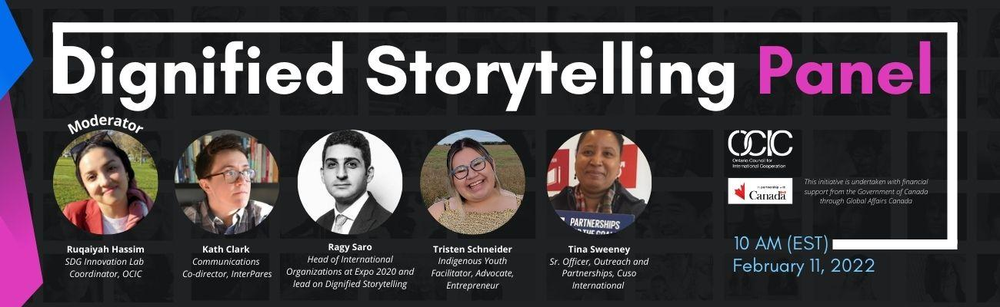 Dignified Storytelling Panel
Moderator
Ruqaiyah Hassim
SDG Innovation Lab
Coordinator, OCIC
Kath Clark
Communications
Co-director, InterPares
Ragy Saro
Head of International
Organizations at Expo 2020 and
lead on Dignified Storytelling
Tristen Schneider
Indigenous Youth
Facilitator, Advocate,
Entrepreneur
PARTNERSHIPS
Tina Sweeney
Sr. Officer, Outreach and
Partnerships, Cuso
International
OCIC
Ontario Council for
International Cooperation
in partnership with
Canada
This initiative is undertaken with financial
support from the Government of Canada
through Global Affairs Canada
10 AM (EST)
February 11, 2022